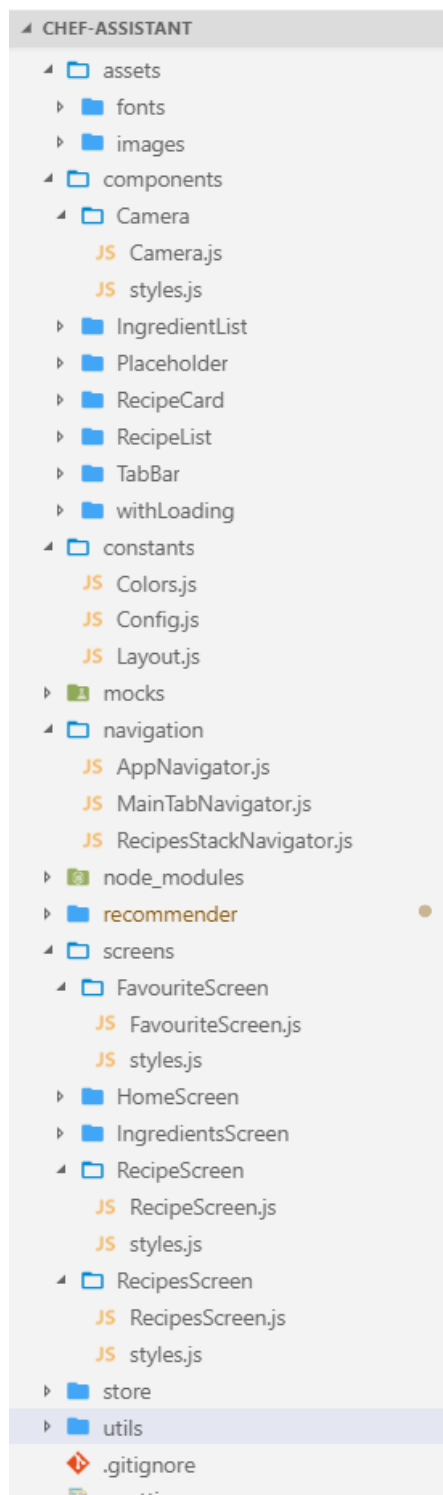 CHEF-ASSISTANT
assets
fonts
images
components
Camera
JS Camera.js
JS styles.js
IngredientList
Placeholder
RecipeCard
RecipeList
TabBar
withLoading
constants
JS Colors.js
JS Config.js
JS Layout.js
mocks
navigation
JS AppNavigator.js
JS MainTabNavigator.js
JS RecipesStackNavigator.js
node_modules
recommender
screens
FavouriteScreen
JS FavouriteScreen.js
JS styles.js
HomeScreen
IngredientsScreen
RecipeScreen
JS RecipeScreen.js
JS styles.js
RecipesScreen
JS RecipesScreen.js
JS styles.js
store
utils
.gitignore